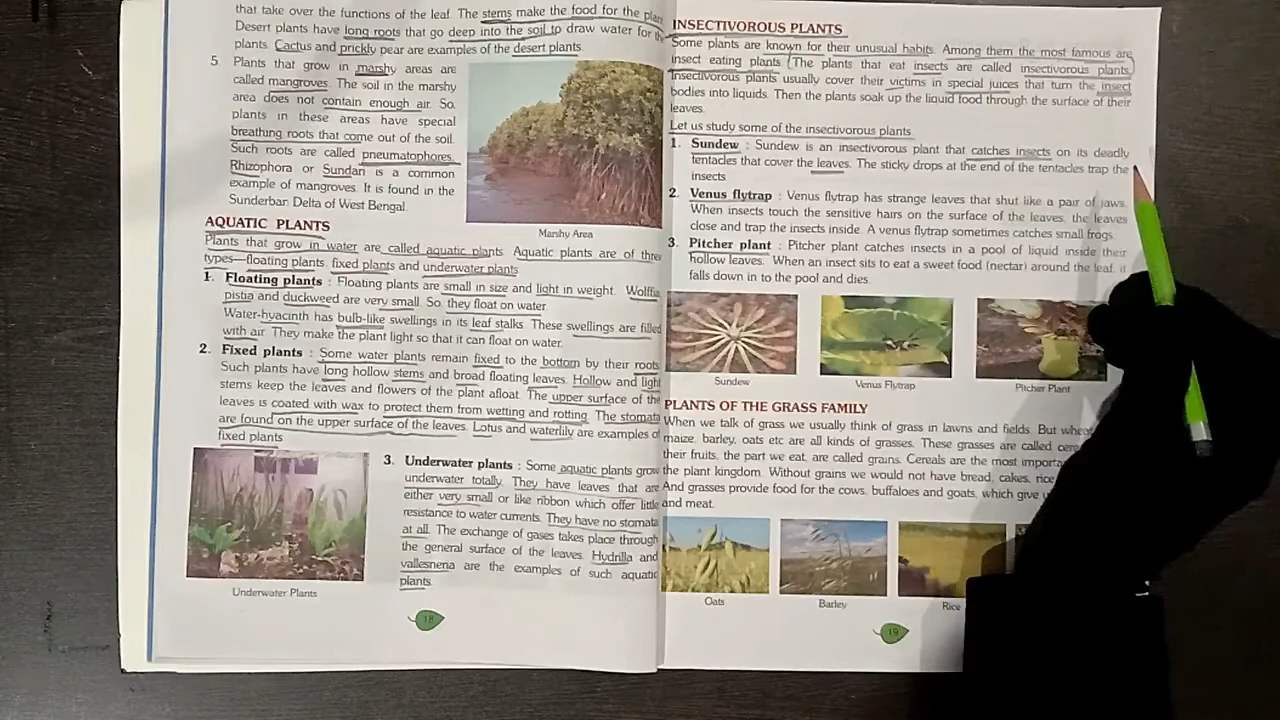 that take over the functions of the leaf. The stems make the food for the
Desert plants have long roots that go deep into the soil to draw water for
plants. Cactus and prickly pear are examples of the desert plants.
5. Plants that grow in marshy areas are
called mangroves. The soil in the marshy
area does not contain enough air. So,
plants in these areas have special
breathing roots that come out of the soil.
Such roots are called pneumatophores.
Rhizophora or Sundari is a common
example of mangroves. It is found in the
Sunderban Delta of West Bengal.
Marshy Area
AQUATIC PLANTS
Plants that grow in water are called aquatic plants. Aquatic plants are of three
types—floating plants, fixed plants and underwater plants.
1. Floating plants : Floating plants are small in size and light in weight. Wolffia,
pistia and duckweed are very small. So, they float on water.
Water-hyacinth has bulb-like swellings in its leaf stalks. These swellings are filled
with air. They make the plant light so that it can float on water.
2. Fixed plants : Some water plants remain fixed to the bottom by their roots.
Such plants have long hollow stems and broad floating leaves. Hollow and light
stems keep the leaves and flowers of the plant afloat. The upper surface of the
leaves is coated with wax to protect them from wetting and rotting. The stomata
are found on the upper surface of the leaves. Lotus and waterlily are examples of
fixed plants.
3. Underwater plants : Some aquatic plants grow
underwater totally. They have leaves that are
either very small or like ribbon which offer little
resistance to water currents. They have no stomata
at all. The exchange of gases takes place through
the general surface of the leaves. Hydrilla and
vallesneria are the examples of such aquatic
plants.
Underwater Plants
18
INSECTIVOROUS PLANTS
Some plants are known for their unusual habits. Among them the most famous are
insect eating plants. The plants that eat insects are called insectivorous plants.
Insectivorous plants usually cover their victims in special juices that turn the insect
bodies into liquids. Then the plants soak up the liquid food through the surface of their
leaves.
Let us study some of the insectivorous plants.
1. Sundew : Sundew is an insectivorous plant that catches insects on its deadly
tentacles that cover the leaves. The sticky drops at the end of the tentacles trap the
insects.
2. Venus flytrap : Venus flytrap has strange leaves that shut like a pair of jaws.
When insects touch the sensitive hairs on the surface of the leaves, the leaves
close and trap the insects inside. A venus flytrap sometimes catches small frogs.
3. Pitcher plant : Pitcher plant catches insects in a pool of liquid inside their
hollow leaves. When an insect sits to eat a sweet food (nectar) around the leaf, it
falls down in to the pool and dies.
Sundew
Venus Flytrap
Pitcher Plant
PLANTS OF THE GRASS FAMILY
When we talk of grass we usually think of grass in lawns and fields. But
maize, barley, oats etc are all kinds of grasses. These grasses are called
their fruits, the part we eat, are called grains. Cereals are the most
the plant kingdom. Without grains we would not have bread, cakes, rice
And grasses provide food for the cows, buffaloes and goats, which give
and meat.
Oats
Barley
Rice
19